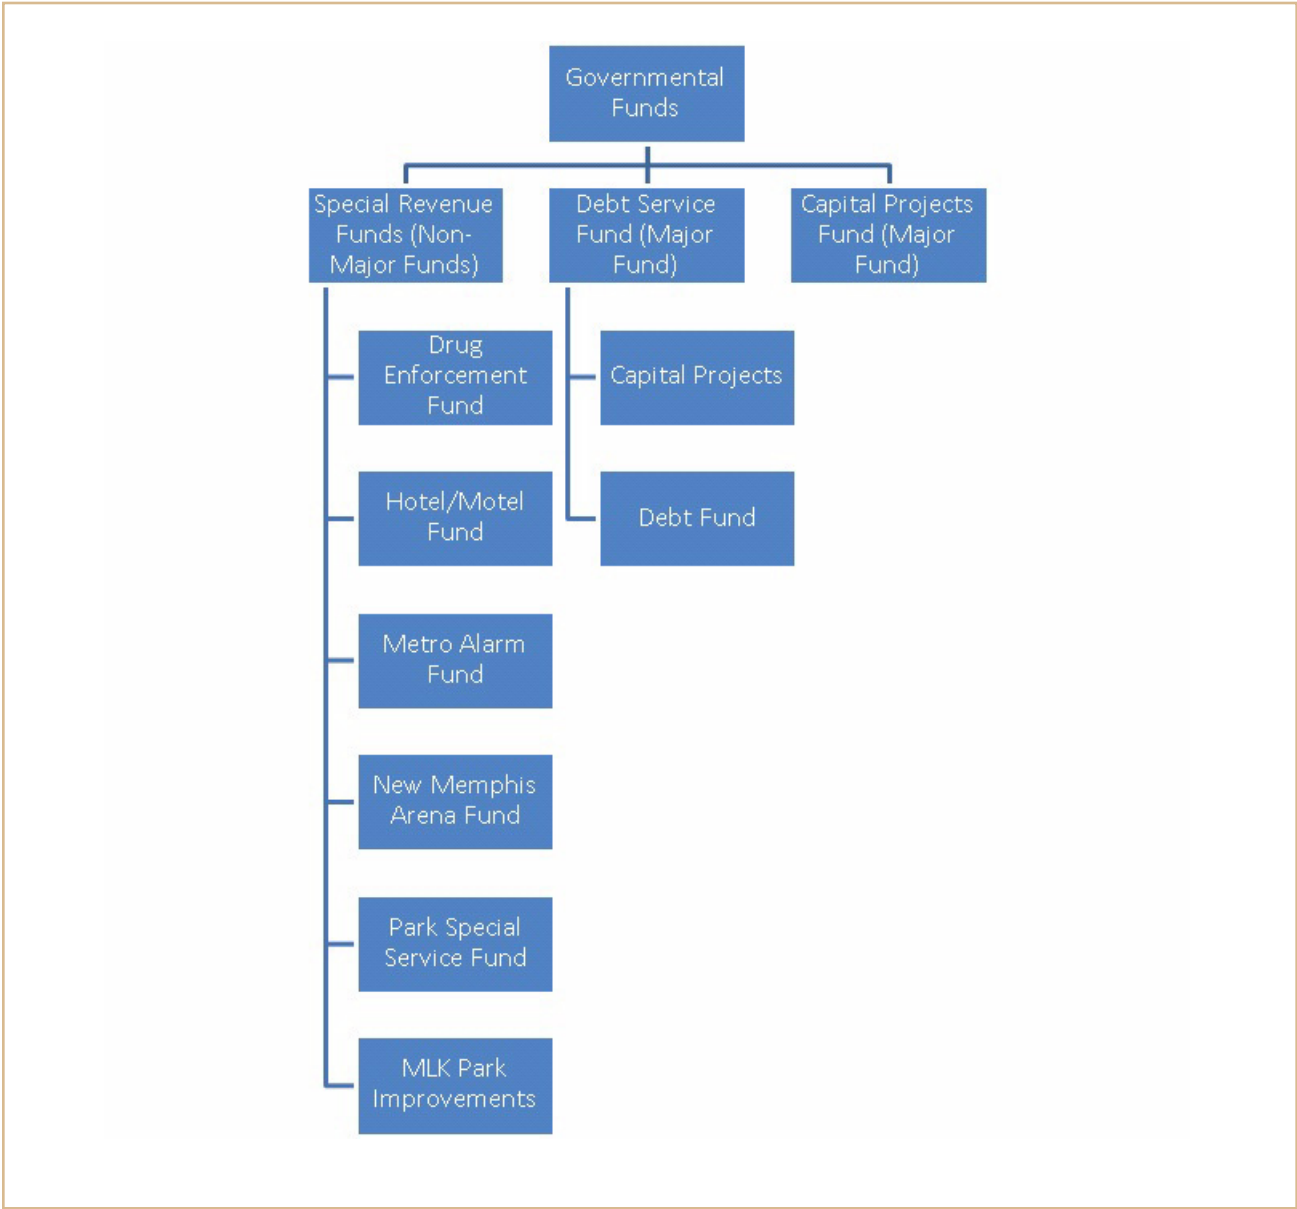 Governmental
Funds
Special Revenue
Funds (Non-
Major Funds)
Debt Service
Fund (Major
Fund)
Capital Projects
Fund (Major
Fund)
Drug
Enforcement
Fund
Capital Projects
Hotel/Motel
Fund
Debt Fund
Metro Alarm
Fund
New Memphis
Arena Fund
Park Special
Service Fund
MLK Park
Improvements